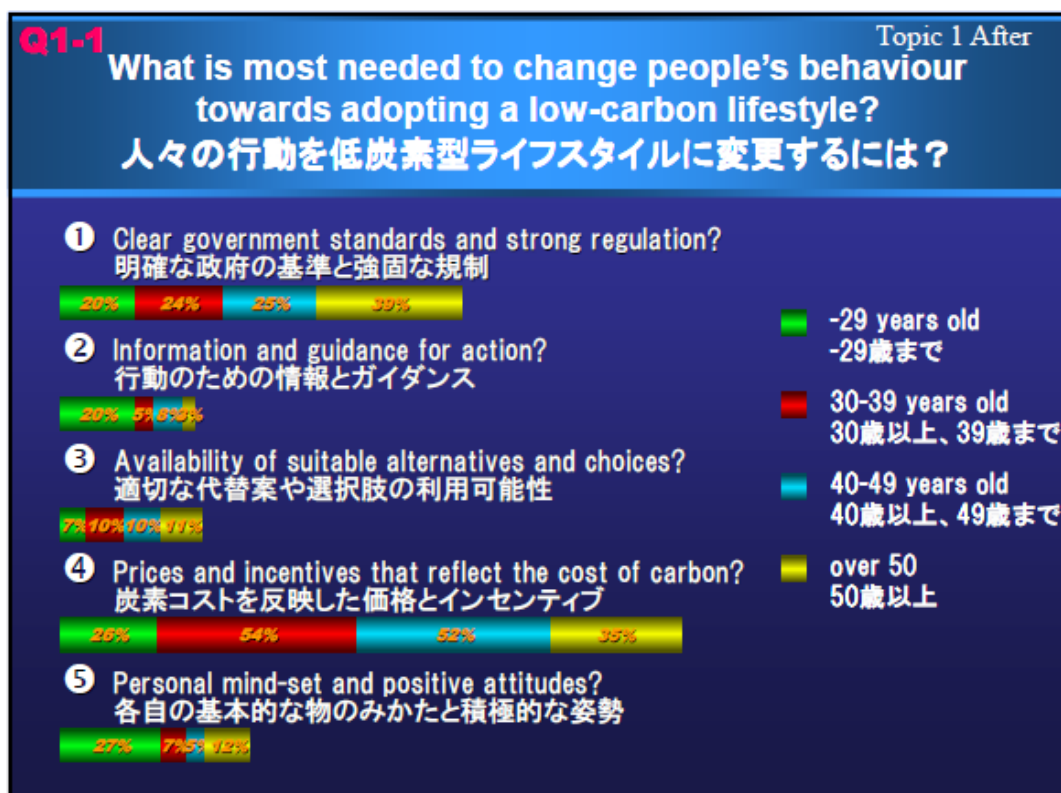 Q1-1
Topic 1 After
What is most needed to change people's behaviour
towards adopting a low-carbon lifestyle?
人々の行動を低炭素型ライフスタイルに変更するには？
❶ Clear government standards and strong regulation?
明確な政府の基準と強固な規制
20% 24% 25% 39%
❷ Information and guidance for action?
行動のための情報とガイダンス
20% 5% 8% 3%
❸ Availability of suitable alternatives and choices?
適切な代替案や選択肢の利用可能性
7% 10% 10% 11%
❹ Prices and incentives that reflect the cost of carbon?
炭素コストを反映した価格とインセンティブ
26% 54% 52% 35%
❺ Personal mind-set and positive attitudes?
各自の基本的な物のみかたと積極的な姿勢
27% 7% 5% 12%
-29 years old
-29歳まで
30-39 years old
30歳以上、39歳まで
40-49 years old
40歳以上、49歳まで
over 50
50歳以上